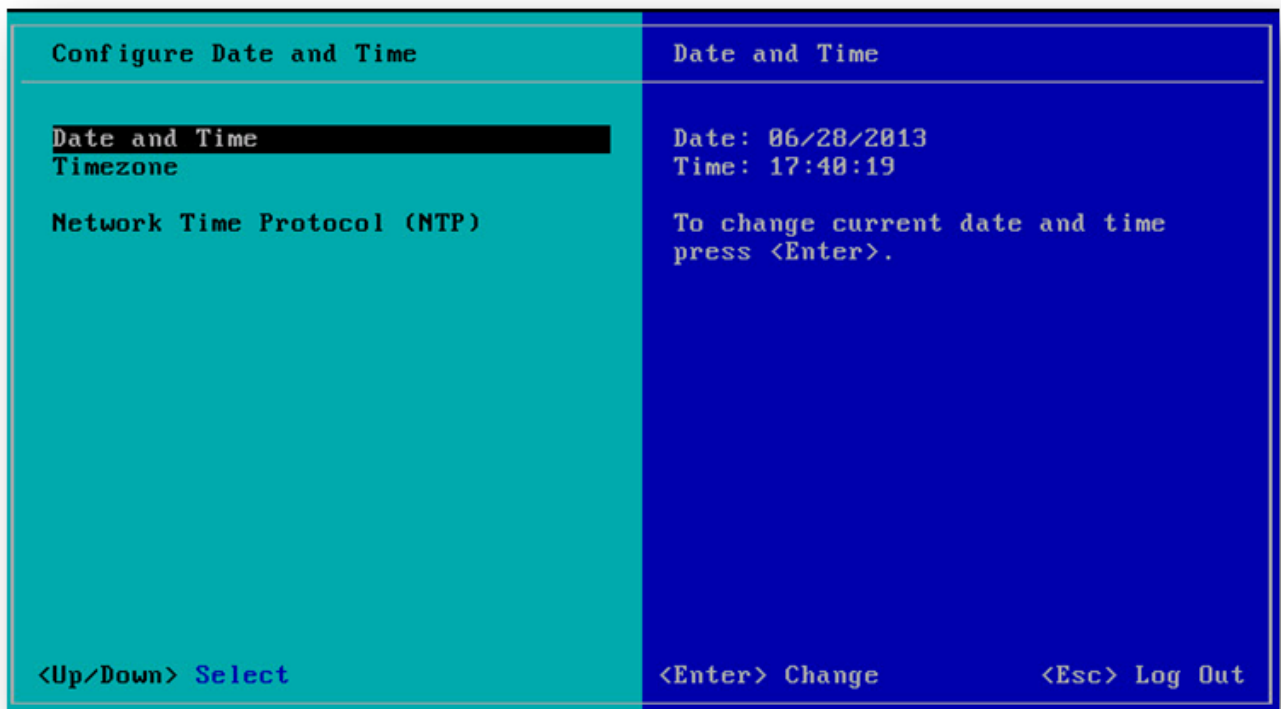 Configure Date and Time
Date and Time
Timezone
Network Time Protocol (NTP)
<Up/Down> Select
Date and Time
Date: 06/28/2013
Time: 17:40:19
To change current date and time
press <Enter>.
<Enter> Change
<Esc> Log Out